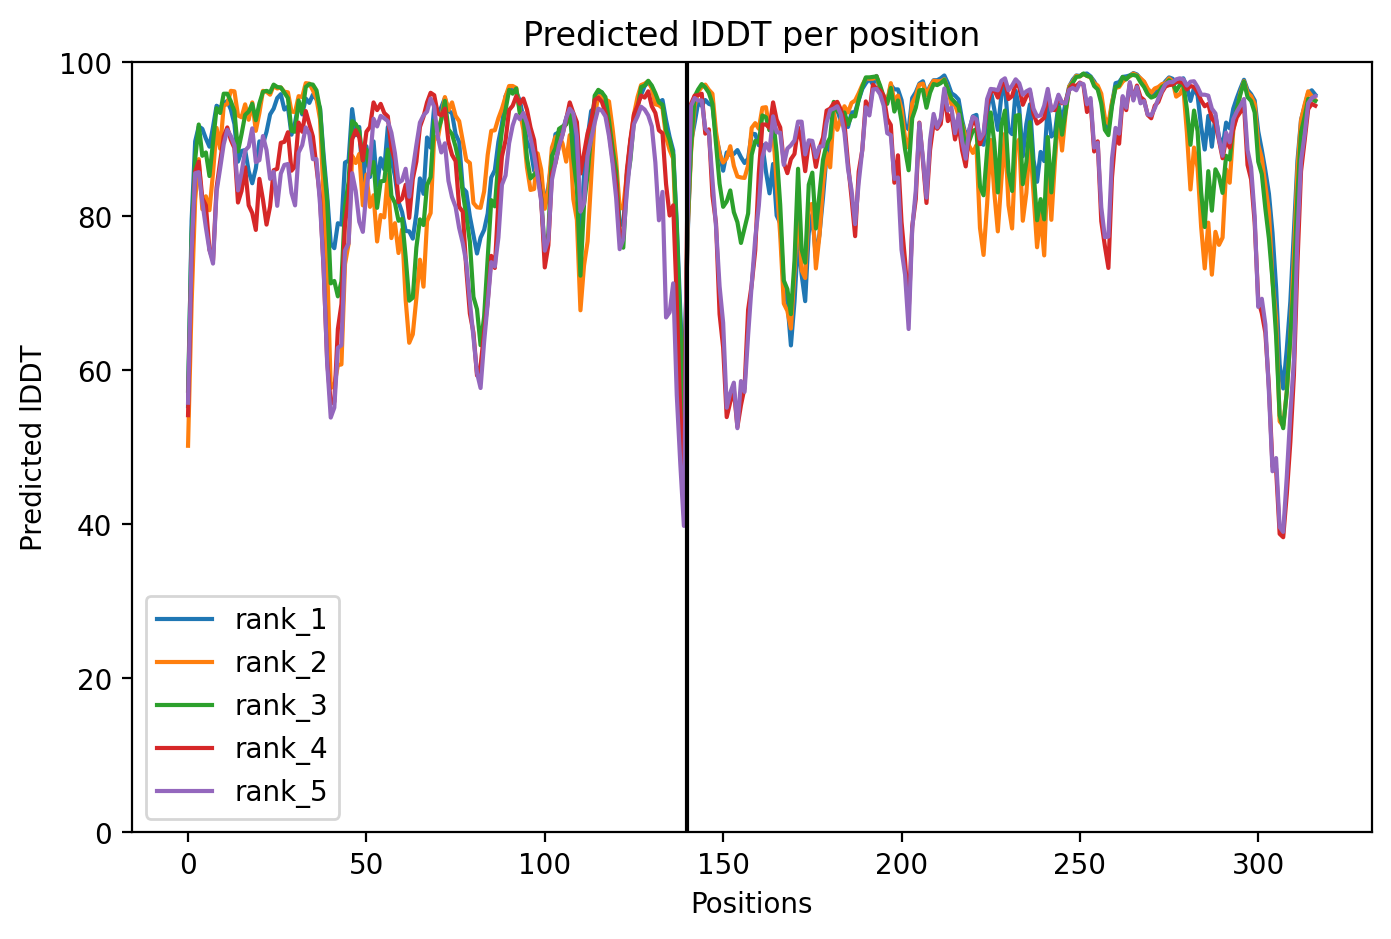 Predicted lDDT per position
100
80
60
40
20
0
Predicted lDDT
rank_1
rank_2
rank_3
rank_4
rank_5
0 50 100 150 200 250 300
Positions